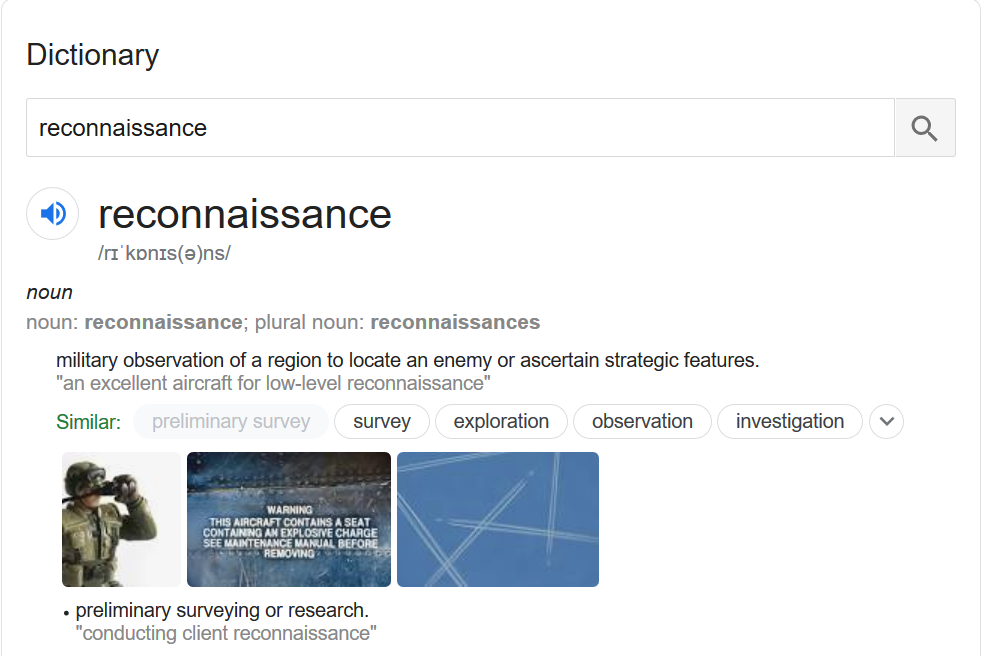 Dictionary
reconnaissance
reconnaissance
/rɪˈkɒnɪs(ə)ns/
noun
noun: reconnaissance; plural noun: reconnaissances
military observation of a region to locate an enemy or ascertain strategic features.
"an excellent aircraft for low-level reconnaissance"
Similar: preliminary survey survey exploration observation investigation
WARNING
THIS AIRCRAFT CONTAINS A SEAT
CONTAINING AN EXPLOSIVE CHARGE
SEE MAINTENANCE MANUAL BEFORE
REMOVING
• preliminary surveying or research.
"conducting client reconnaissance"